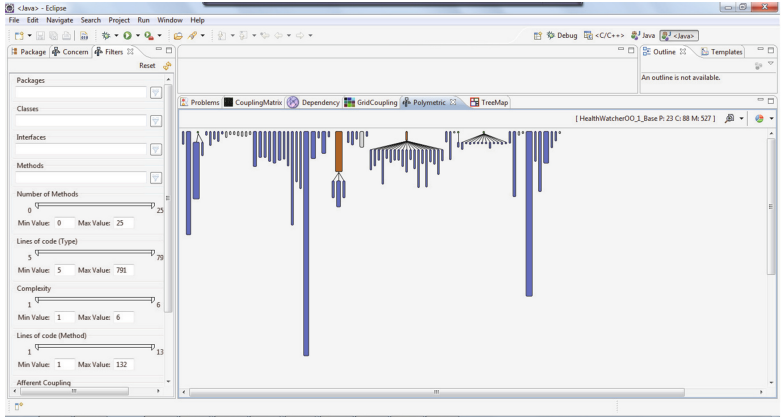 <Java> - Eclipse
File Edit Navigate Search Project Run Window Help
Debug <C/C++> Java <Java>
Package Concern Filters
Outline Templates
Reset
An outline is not available.
Packages
Classes
Interfaces
Methods
Problems CouplingMatrix Dependency GridCoupling Polymetric TreeMap
[ HealthWatcherOO_1_Base P: 23 C: 88 M: 527 ]
Number of Methods
0 25
Min Value: 0 Max Value: 25
Lines of code (Type)
5 79
Min Value: 5 Max Value: 791
Complexity
1 6
Min Value: 1 Max Value: 6
Lines of code (Method)
1 13
Min Value: 1 Max Value: 132
Afferent Coupling